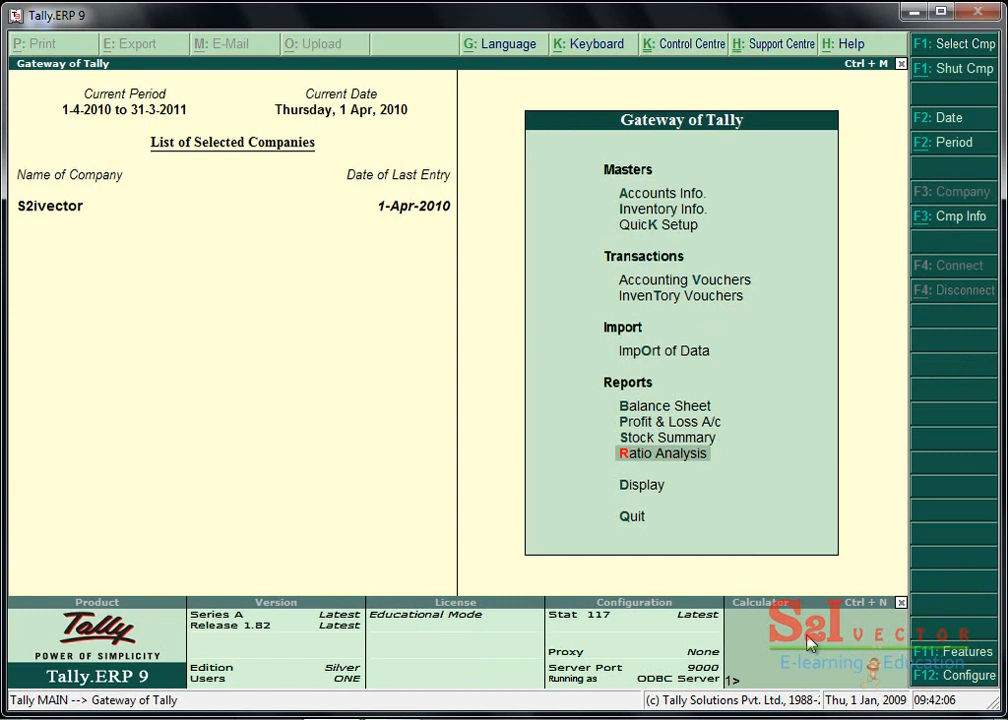 Tally.ERP 9
P: Print
E: Export
M: E-Mail
O: Upload
G: Language
K: Keyboard
K: Control Centre
H: Support Centre
H: Help
F1: Select Cmp
Gateway of Tally
Ctrl + M
F1: Shut Cmp
Current Period
1-4-2010 to 31-3-2011
Current Date
Thursday, 1 Apr, 2010
List of Selected Companies
Name of Company
Date of Last Entry
S2ivector
1-Apr-2010
Gateway of Tally
Masters
Accounts Info.
Inventory Info.
QuicK Setup
Transactions
Accounting Vouchers
InvenTory Vouchers
Import
ImpOrt of Data
Reports
Balance Sheet
Profit & Loss A/c
Stock Summary
Ratio Analysis
Display
Quit
F2: Date
F2: Period
F3: Company
F3: Cmp Info
F4: Connect
F4: Disconnect
F11: Features
F12: Configure
Product
Tally
POWER OF SIMPLICITY
Tally.ERP 9
Version
Series A Latest
Release 1.82 Latest
Edition Silver
Users ONE
License
Educational Mode
Configuration
Stat 117 Latest
Proxy None
Server Port 9000
Running as ODBC Server
Calculator
Ctrl + N
1>
SgI VECTOR
E-learning & Education
Tally MAIN --> Gateway of Tally
(c) Tally Solutions Pvt. Ltd., 1988-
Thu, 1 Jan, 2009
09:42:06